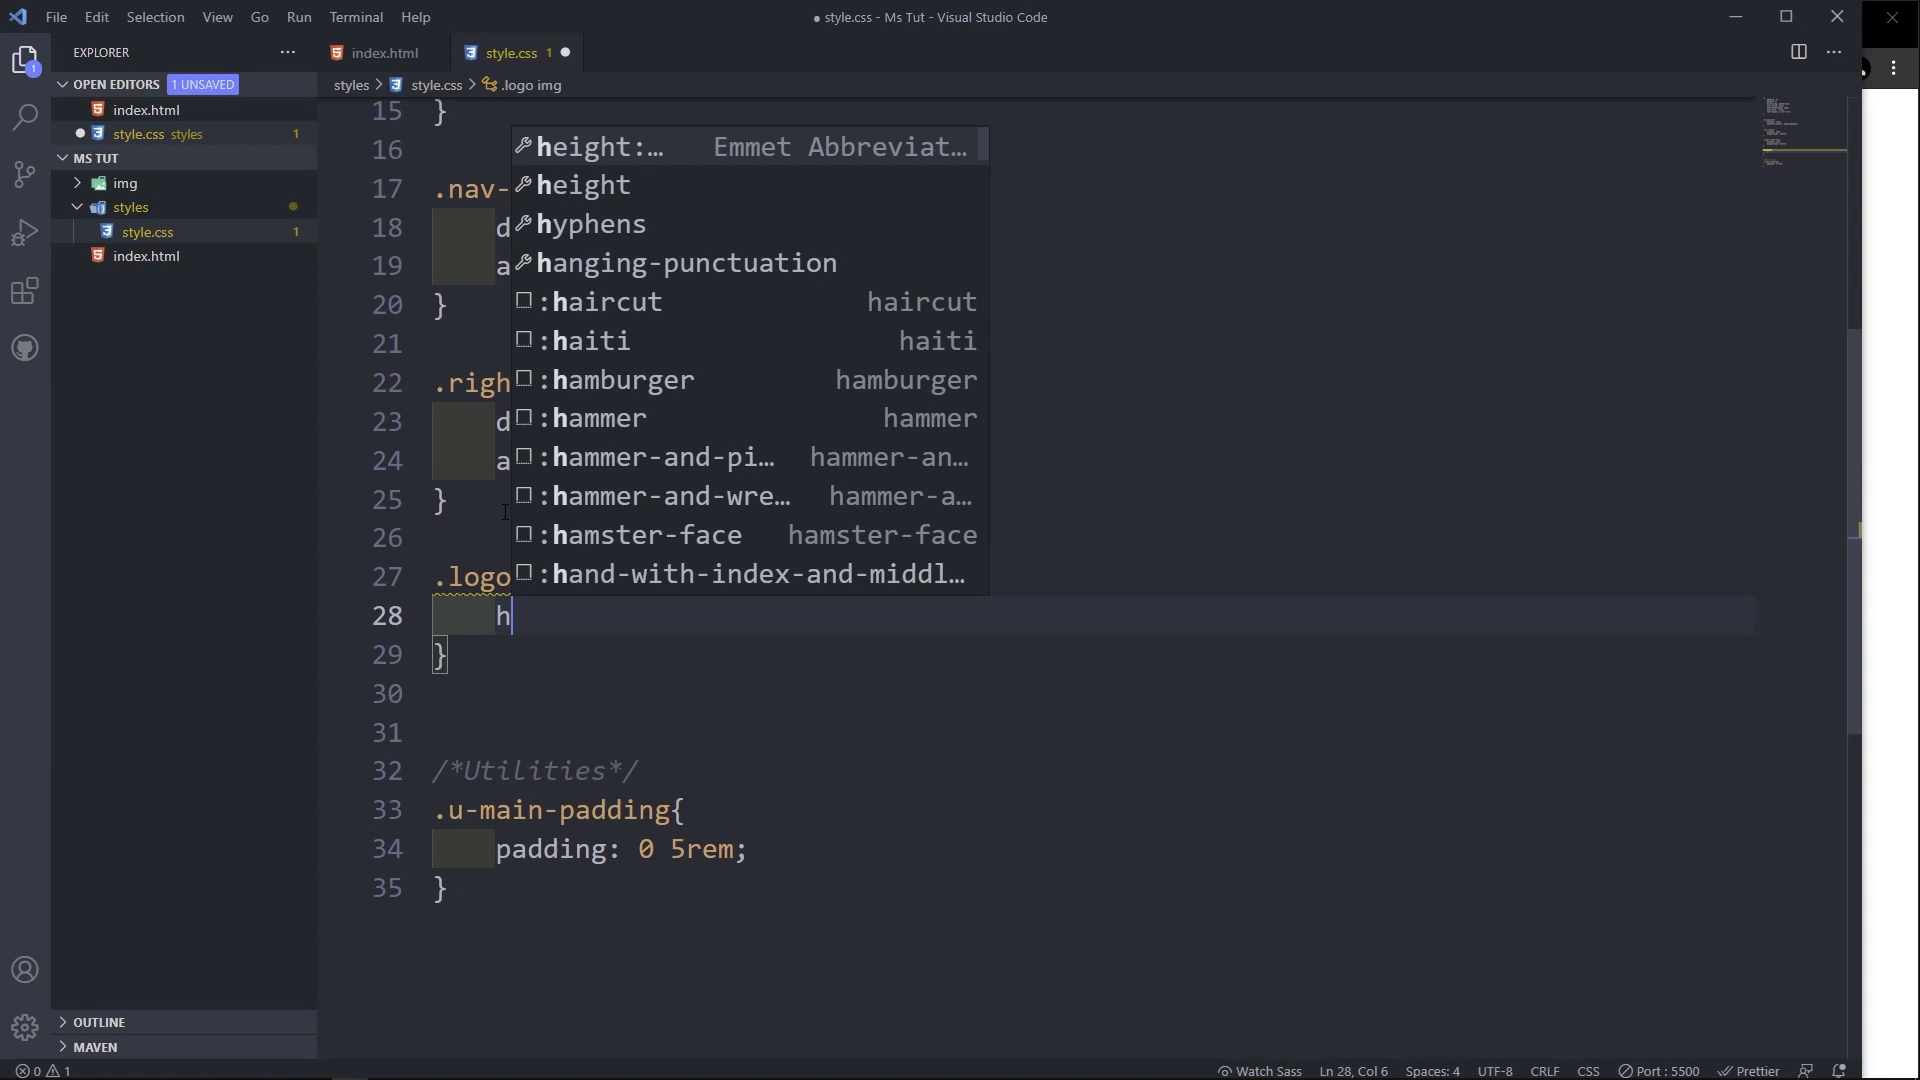 File Edit Selection View Go Run Terminal Help
● style.css - Ms Tut - Visual Studio Code
EXPLORER
OPEN EDITORS 1 UNSAVED
index.html
style.css styles 1
MS TUT
img
styles
style.css 1
index.html
OUTLINE
MAVEN
1
index.html
style.css 1
styles > style.css > .logo img
15 }
16
17 .nav-
18 d
19 a
20 }
21
22 .righ
23 d
24 a
25 }
26
27 .logo
28 h
29 }
30
31
32 /*Utilities*/
33 .u-main-padding{
34 padding: 0 5rem;
35 }
height:… Emmet Abbreviat…
height
hyphens
hanging-punctuation
:haircut haircut
:haiti haiti
:hamburger hamburger
:hammer hammer
:hammer-and-pi… hammer-an…
:hammer-and-wre… hammer-a…
:hamster-face hamster-face
:hand-with-index-and-middl…
0 1
Watch Sass Ln 28, Col 6 Spaces: 4 UTF-8 CRLF CSS Port : 5500 Prettier